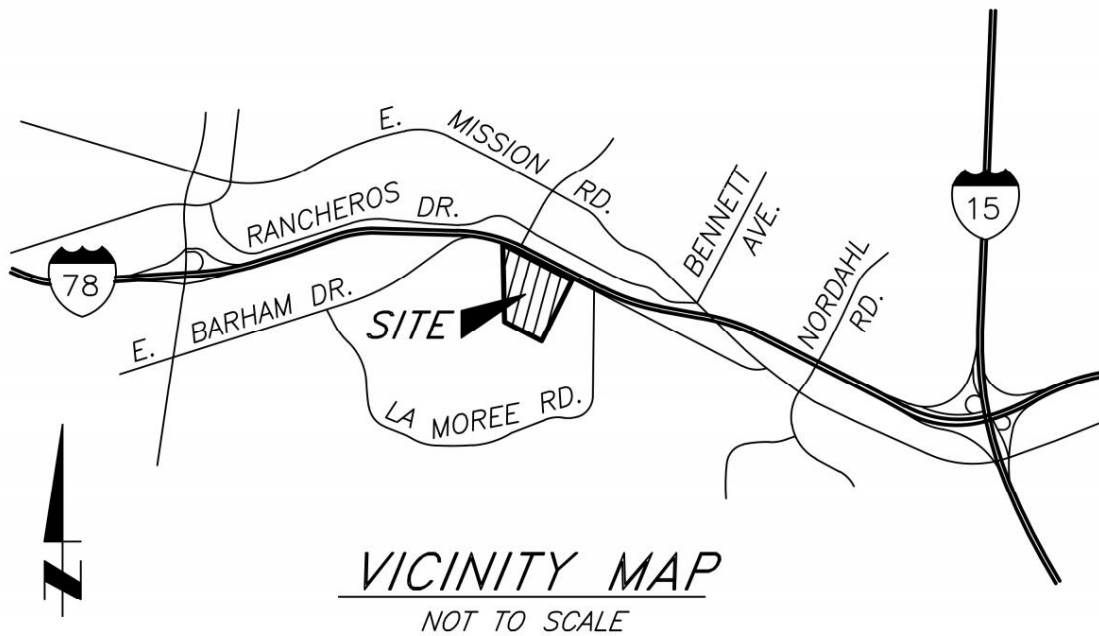 E. MISSION RD.
RANCHEROS DR.
BENNETT
AVE.
15
78
NORDAHL
RD.
E. BARHAM DR.
SITE
LA MOREE RD.
N
VICINITY MAP
NOT TO SCALE